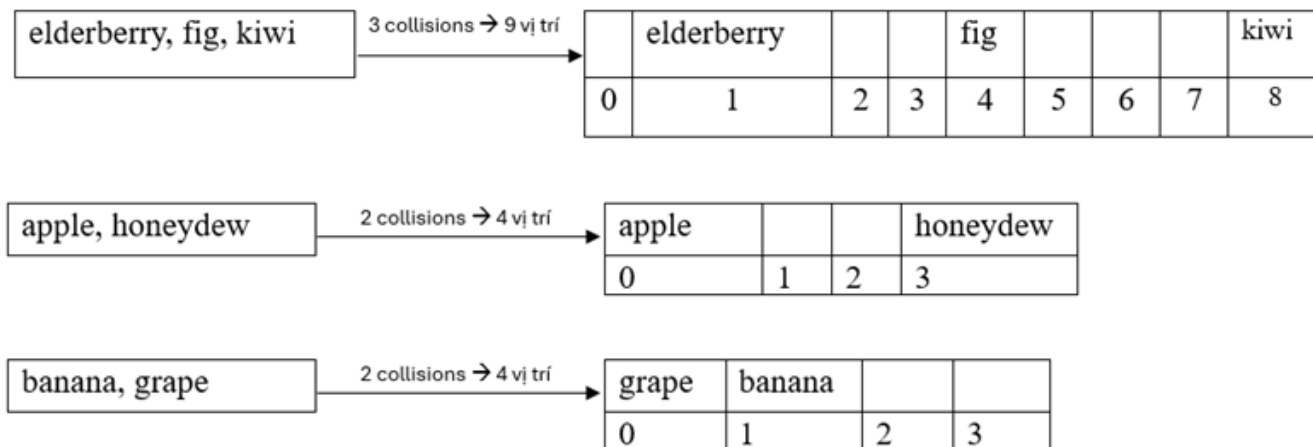 elderberry, fig, kiwi
3 collisions → 9 vị trí
elderberry fig kiwi
0 1 2 3 4 5 6 7 8
apple, honeydew
2 collisions → 4 vị trí
apple honeydew
0 1 2 3
banana, grape
2 collisions → 4 vị trí
grape banana
0 1 2 3